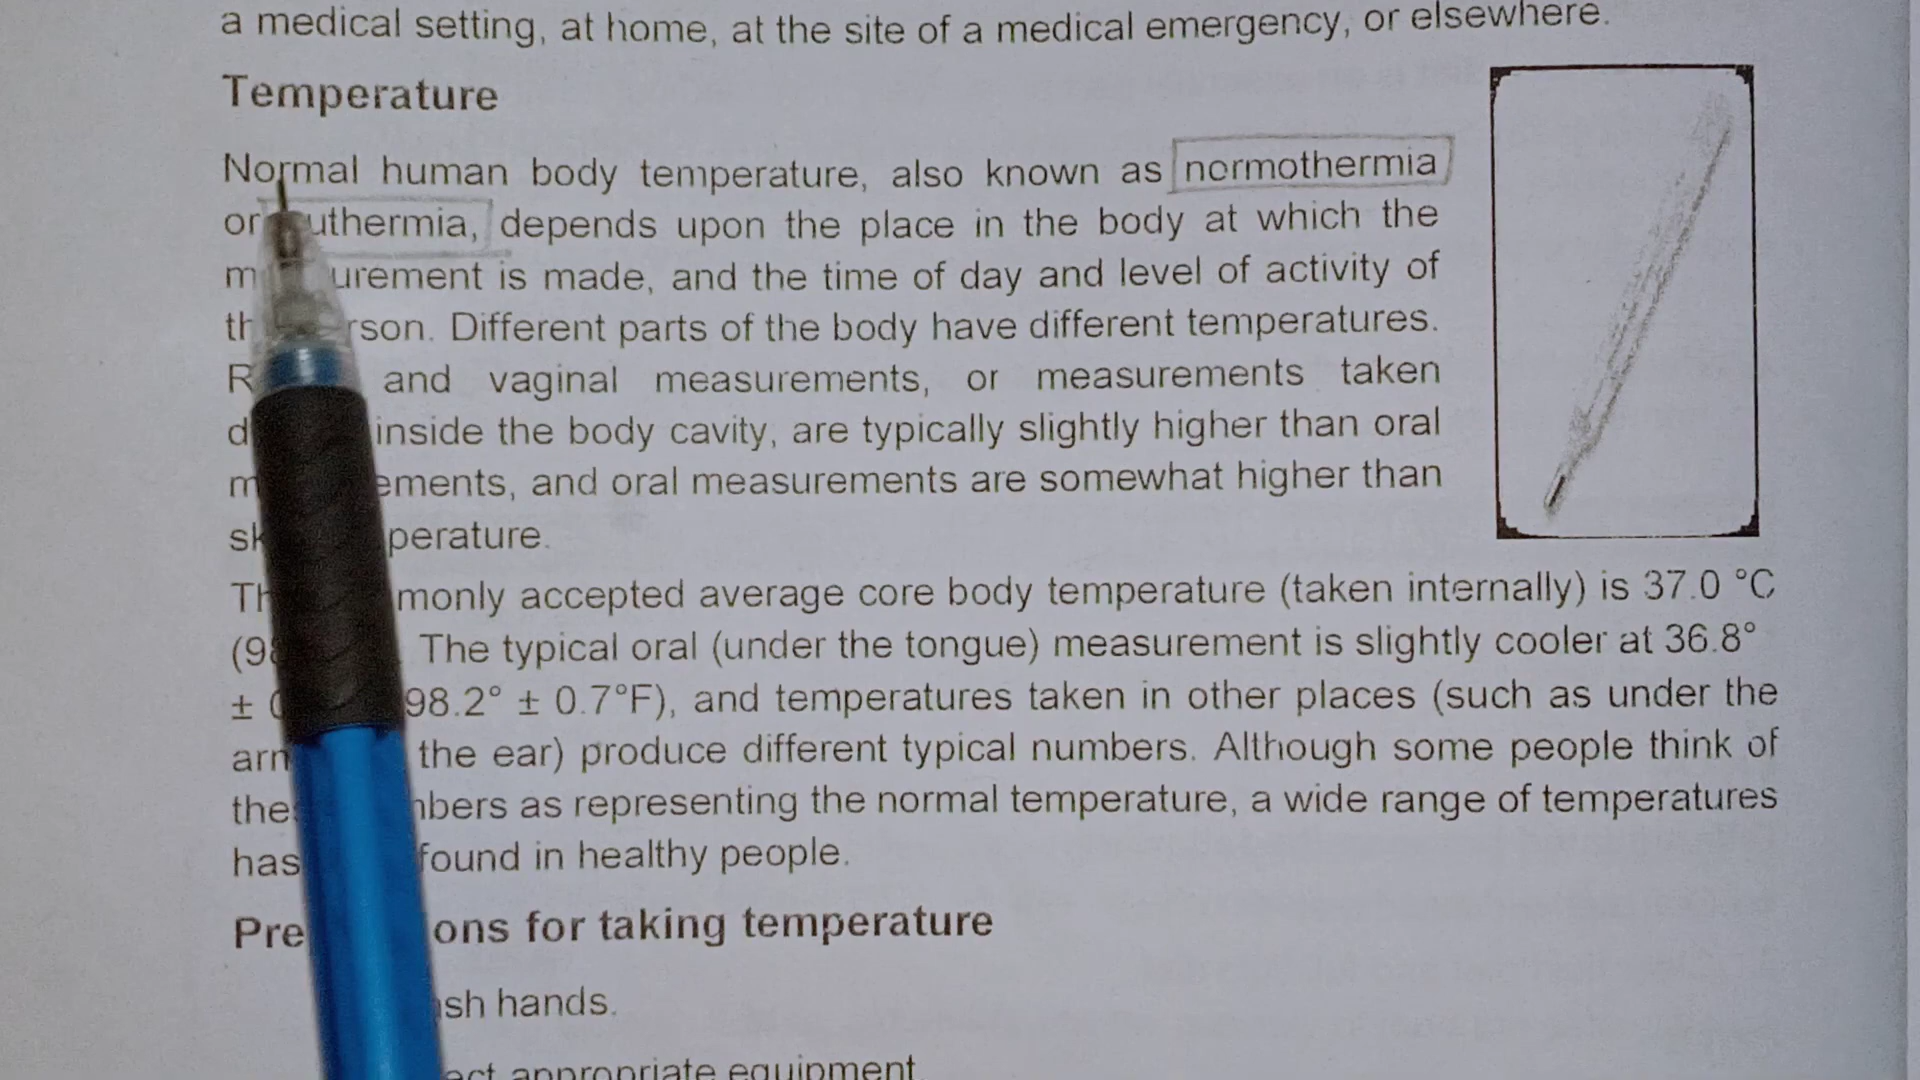 a medical setting, at home, at the site of a medical emergency, or elsewhere.
Temperature
Normal human body temperature, also known as normothermia
or uthermia, depends upon the place in the body at which the
m urement is made, and the time of day and level of activity of
th rson. Different parts of the body have different temperatures.
R and vaginal measurements, or measurements taken
d inside the body cavity, are typically slightly higher than oral
m ements, and oral measurements are somewhat higher than
sk perature.
Th monly accepted average core body temperature (taken internally) is 37.0 °C
(98 . The typical oral (under the tongue) measurement is slightly cooler at 36.8°
± 98.2° ± 0.7°F), and temperatures taken in other places (such as under the
arm the ear) produce different typical numbers. Although some people think of
thes bers as representing the normal temperature, a wide range of temperatures
has found in healthy people.
Pre ons for taking temperature
sh hands.
ect appropriate equipment